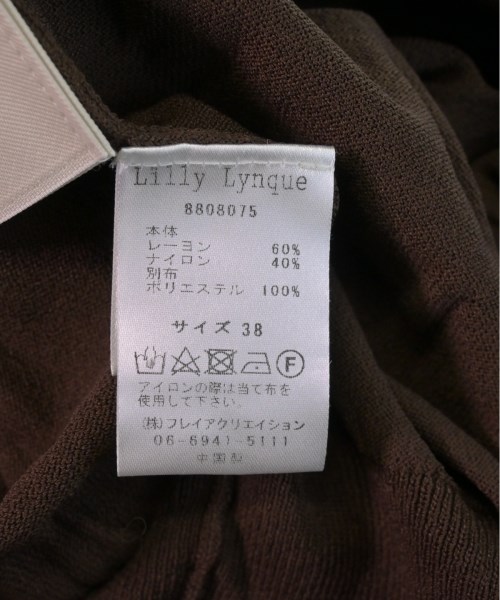 Lilly Lynque
8808075
本体
レーヨン 60%
ナイロン 40%
別布
ポリエステル 100%
サイズ 38
F
アイロンの際は当て布を
使用して下さい。
(株)フレイアクリエイション
06-6941-5111
中国製